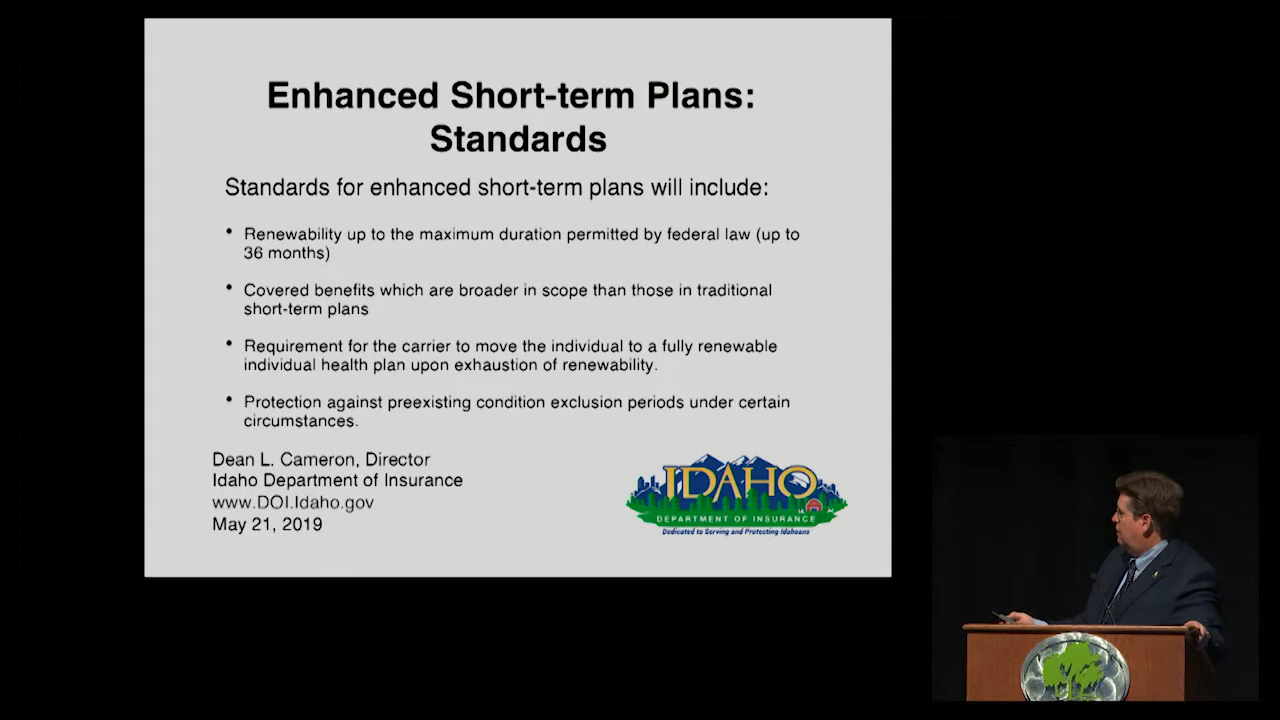 Enhanced Short-term Plans:
Standards
Standards for enhanced short-term plans will include:
• Renewability up to the maximum duration permitted by federal law (up to
36 months)
• Covered benefits which are broader in scope than those in traditional
short-term plans
• Requirement for the carrier to move the individual to a fully renewable
individual health plan upon exhaustion of renewability.
• Protection against preexisting condition exclusion periods under certain
circumstances.
Dean L. Cameron, Director
Idaho Department of Insurance
www.DOI.Idaho.gov
May 21, 2019
IDAHO
DEPARTMENT OF INSURANCE
Dedicated to Serving and Protecting Idahoans